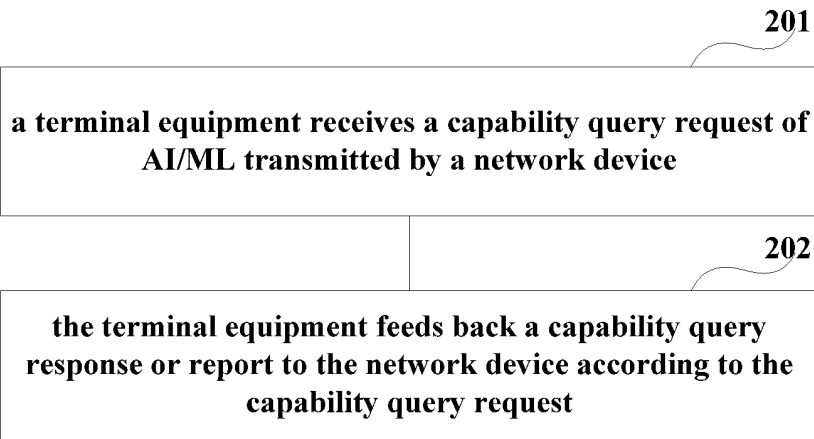 201
a terminal equipment receives a capability query request of
AI/ML transmitted by a network device
202
the terminal equipment feeds back a capability query
response or report to the network device according to the
capability query request